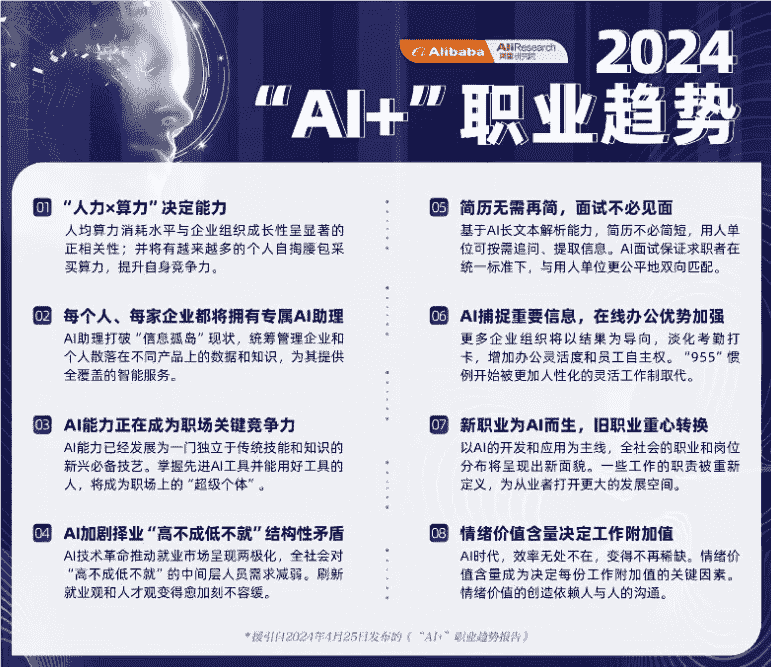 Alibaba
AliResearch
阿里研究院
2024
“AI+”职业趋势
01 “人力×算力”决定能力
人均算力消耗水平与企业组织成长性呈显著的
正相关性；并将有越来越多的个人自掏腰包采
买算力，提升自身竞争力。
02 每个人、每家企业都将拥有专属AI助理
AI助理打破“信息孤岛”现状，统筹管理企业和
个人散落在不同产品上的数据和知识，为其提供
全覆盖的智能服务。
03 AI能力正在成为职场关键竞争力
AI能力已经发展为一门独立于传统技能和知识的
新兴必备技艺。掌握先进AI工具并能用好工具的
人，将成为职场上的“超级个体”。
04 AI加剧择业“高不成低不就”结构性矛盾
AI技术革命推动就业市场呈现两极化，全社会对
“高不成低不就”的中间层人员需求减弱。刷新
就业观和人才观变得愈加刻不容缓。
05 简历无需再简，面试不必见面
基于AI长文本解析能力，简历不必简短，用人单
位可按需追问、提取信息。AI面试保证求职者在
统一标准下，与用人单位更公平地双向匹配。
06 AI捕捉重要信息，在线办公优势加强
更多企业组织将以结果为导向，淡化考勤打
卡，增加办公灵活度和员工自主权。“955”惯
例开始被更加人性化的灵活工作制取代。
07 新职业为AI而生，旧职业重心转换
以AI的开发和应用为主线，全社会的职业和岗位
分布将呈现出新面貌。一些工作的职责被重新
定义，为从业者打开更大的发展空间。
08 情绪价值含量决定工作附加值
AI时代，效率无处不在，变得不再稀缺。情绪价
值含量成为决定每份工作附加值的关键因素。
情绪价值的创造依赖人与人的沟通。
*援引自2024年4月25日发布的《“AI+”职业趋势报告》